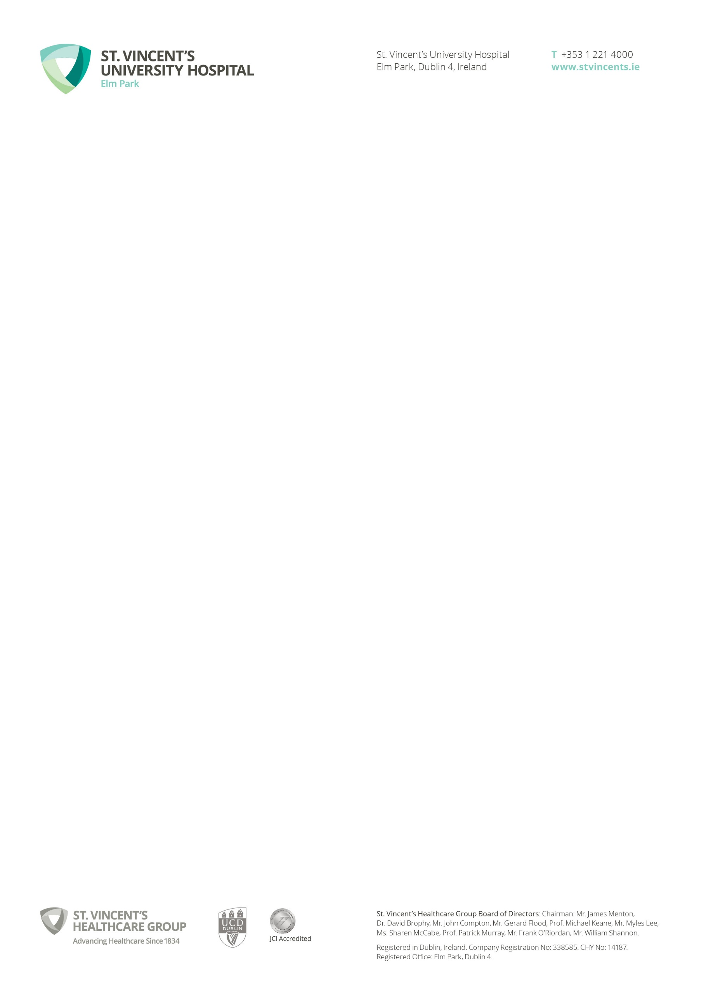 ST. VINCENT’S
UNIVERSITY HOSPITAL
Elm Park
St. Vincent’s University Hospital
Elm Park, Dublin 4, Ireland
T +353 1 221 4000
www.stvincents.ie
ST. VINCENT’S
HEALTHCARE GROUP
Advancing Healthcare Since 1834
UCD
DUBLIN
JCI Accredited
St. Vincent’s Healthcare Group Board of Directors: Chairman: Mr. James Menton,
Dr. David Brophy, Mr. John Compton, Mr. Gerard Flood, Prof. Michael Keane, Mr. Myles Lee,
Ms. Sharen McCabe, Prof. Patrick Murray, Mr. Frank O’Riordan, Mr. William Shannon.
Registered in Dublin, Ireland. Company Registration No: 338585. CHY No: 14187.
Registered Office: Elm Park, Dublin 4.